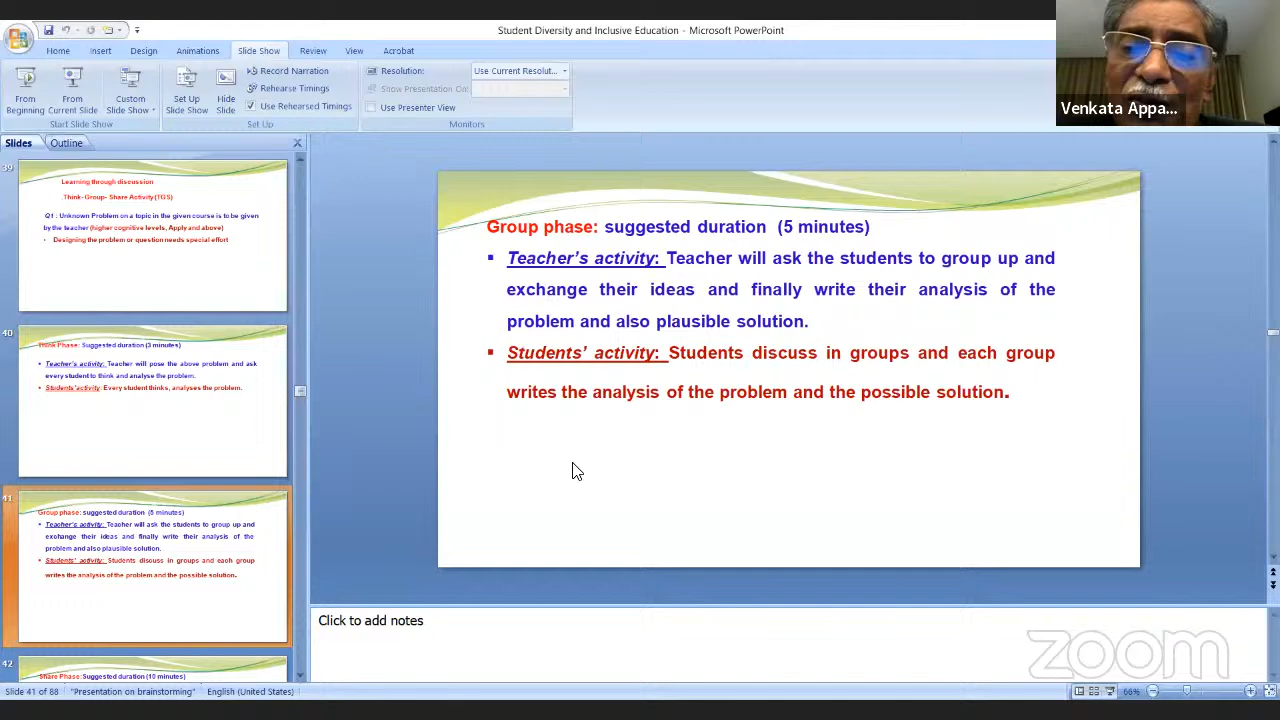 Student Diversity and Inclusive Education - Microsoft PowerPoint
Home Insert Design Animations Slide Show Review View Acrobat
From Beginning
From Current Slide
Custom Slide Show
Start Slide Show
Set Up Slide Show
Hide Slide
Record Narration
Rehearse Timings
Use Rehearsed Timings
Set Up
Resolution: Use Current Resolut...
Show Presentation On:
Use Presenter View
Monitors
Venkata Appa...
Slides Outline
39
Learning through discussion
Think- Group- Share Activity (TGS)
Q1 : Unknown Problem on a topic in the given course is to be given
by the teacher (higher cognitive levels, Apply and above)
• Designing the problem or question needs special effort
40
Think Phase: Suggested duration (3 minutes)
• Teacher's activity: Teacher will pose the above problem and ask
every student to think and analyse the problem.
• Students' activity: Every student thinks, analyses the problem.
41
Group phase: suggested duration (5 minutes)
• Teacher's activity: Teacher will ask the students to group up and
exchange their ideas and finally write their analysis of the
problem and also plausible solution.
• Students' activity: Students discuss in groups and each group
writes the analysis of the problem and the possible solution.
42
Share Phase: Suggested duration (10 minutes)
Group phase: suggested duration (5 minutes)
▪ Teacher’s activity: Teacher will ask the students to group up and
exchange their ideas and finally write their analysis of the
problem and also plausible solution.
▪ Students’ activity: Students discuss in groups and each group
writes the analysis of the problem and the possible solution.
Click to add notes
zoom
Slide 41 of 88 "Presentation on brainstorming" English (United States) 66%